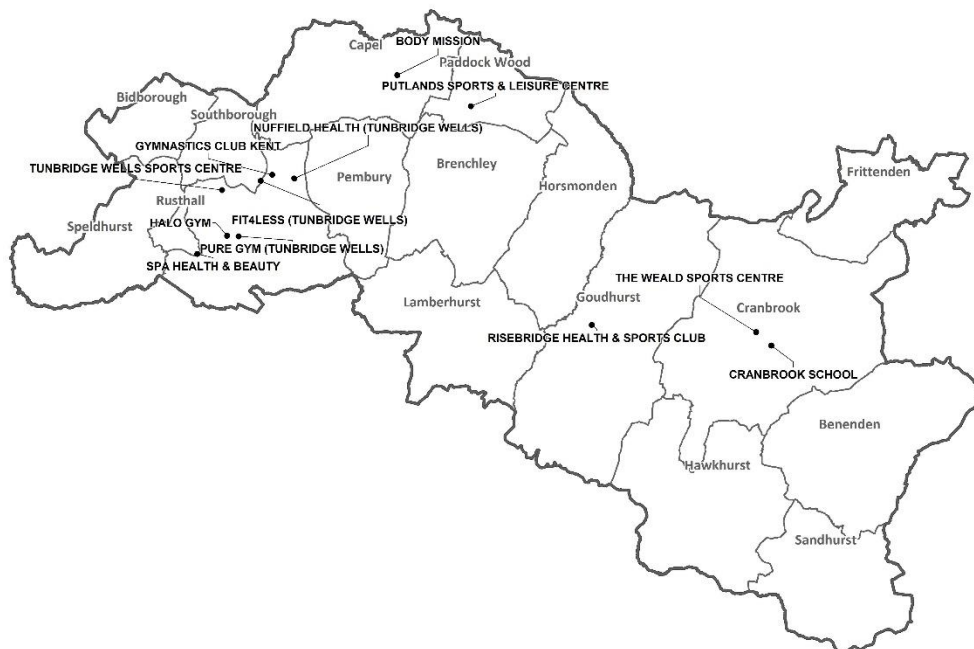 Capel
BODY MISSION
Paddock Wood
PUTLANDS SPORTS & LEISURE CENTRE
Bidborough
Southborough
NUFFIELD HEALTH (TUNBRIDGE WELLS)
GYMNASTICS CLUB KENT
TUNBRIDGE WELLS SPORTS CENTRE
Pembury
Brenchley
Horsmonden
Frittenden
Rusthall
Speldhurst
HALO GYM
FIT4LESS (TUNBRIDGE WELLS)
PURE GYM (TUNBRIDGE WELLS)
SPA HEALTH & BEAUTY
THE WEALD SPORTS CENTRE
Lamberhurst
Goudhurst
Cranbrook
RISEBRIDGE HEALTH & SPORTS CLUB
CRANBROOK SCHOOL
Benenden
Hawkhurst
Sandhurst